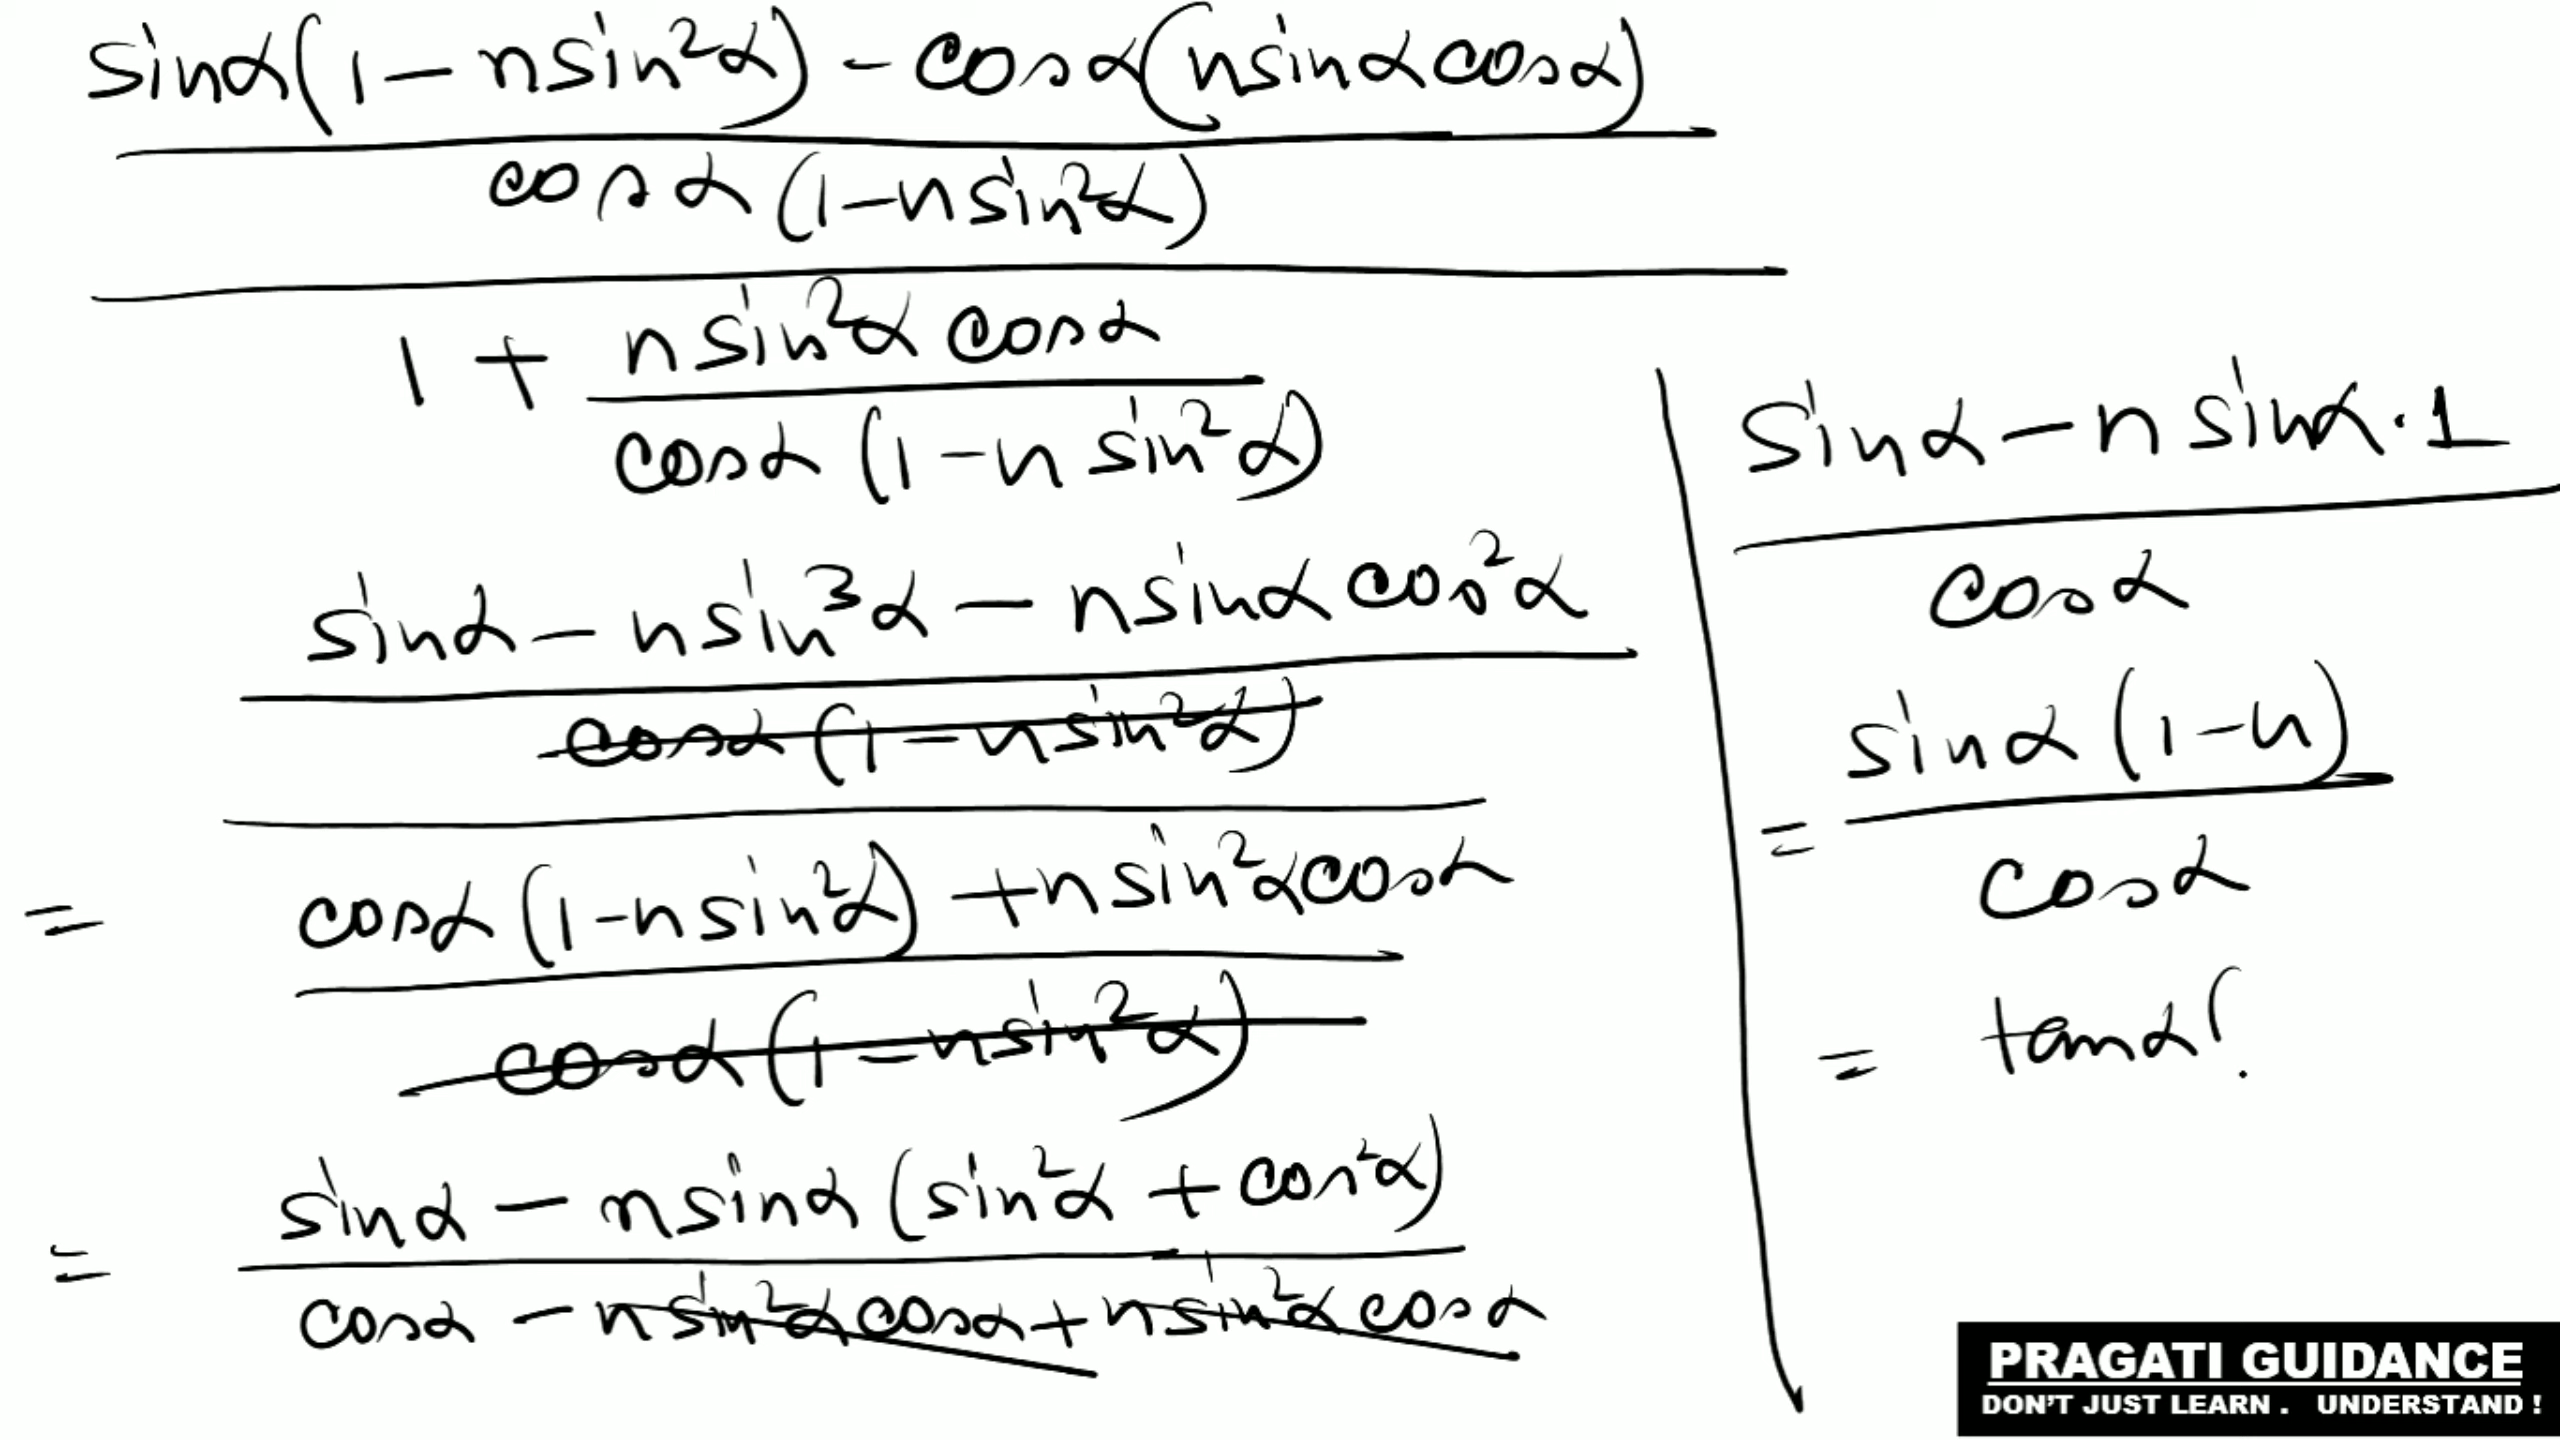 sinα(1 − nsin²α) − cosα(nsinαcosα)
cosα(1−nsin²α)
1 + nsin²α cosα
cosα (1−n sin²α)
sinα − nsin³α − nsinα cos²α
cosα(1−nsin²α)
= cosα(1−nsin²α) + nsin²αcosα
cosα(1−nsin²α)
= sinα − nsinα(sin²α + cos²α)
cosα − nsin²αcosα + nsin²αcosα
sinα − n sinα·1
cosα
= sinα(1−n)
cosα
= tanα(
PRAGATI GUIDANCE
DON'T JUST LEARN. UNDERSTAND!